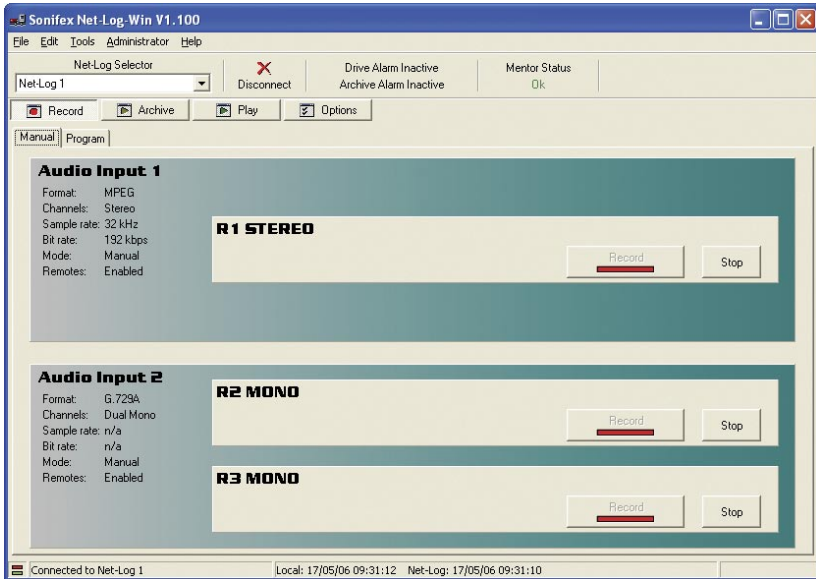 Sonifex Net-Log-Win V1.100
File Edit Tools Administrator Help
Net-Log Selector
Net-Log 1
Disconnect
Drive Alarm Inactive
Archive Alarm Inactive
Mentor Status
Ok
Record Archive Play Options
Manual Program
Audio Input 1
Format: MPEG
Channels: Stereo
Sample rate: 32 kHz
Bit rate: 192 kbps
Mode: Manual
Remotes: Enabled
R1 STEREO
Record Stop
Audio Input 2
Format: G.729A
Channels: Dual Mono
Sample rate: n/a
Bit rate: n/a
Mode: Manual
Remotes: Enabled
R2 MONO
Record Stop
R3 MONO
Record Stop
Connected to Net-Log 1 Local: 17/05/06 09:31:12 Net-Log: 17/05/06 09:31:10